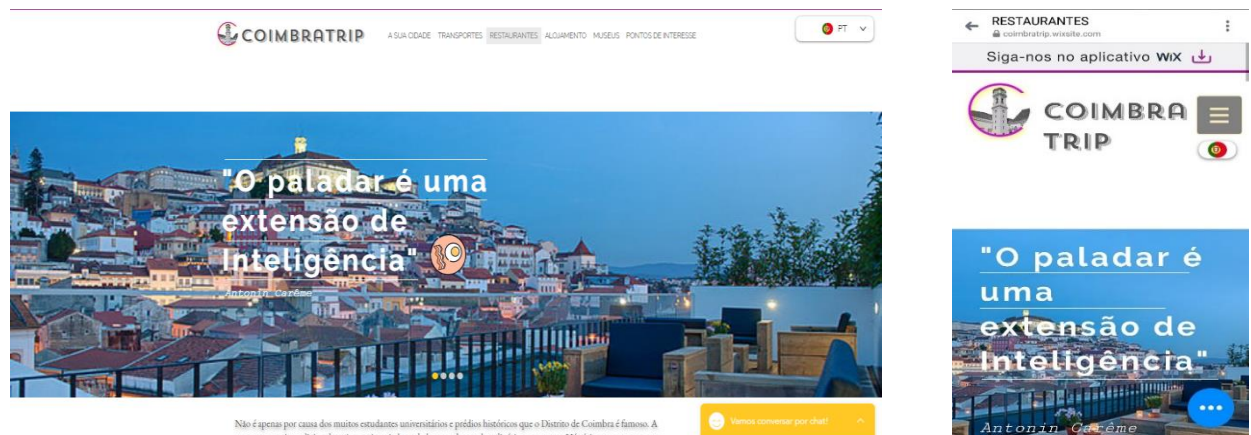 COIMBRATRIP
A SUA CIDADE TRANSPORTES RESTAURANTES ALOJAMENTO MUSEUS PONTOS DE INTERESSE
PT
"O paladar é uma
extensão de
Inteligência"
Antonin Carême
Não é apenas por causa dos muitos estudantes universitários e prédios históricos que o Distrito de Coimbra é famoso. A
Vamos conversar por chat!
RESTAURANTES
coimbratrip.wixsite.com
Siga-nos no aplicativo WiX
COIMBRA
TRIP
"O paladar é
uma
extensão de
Inteligência"
Antonin Carême